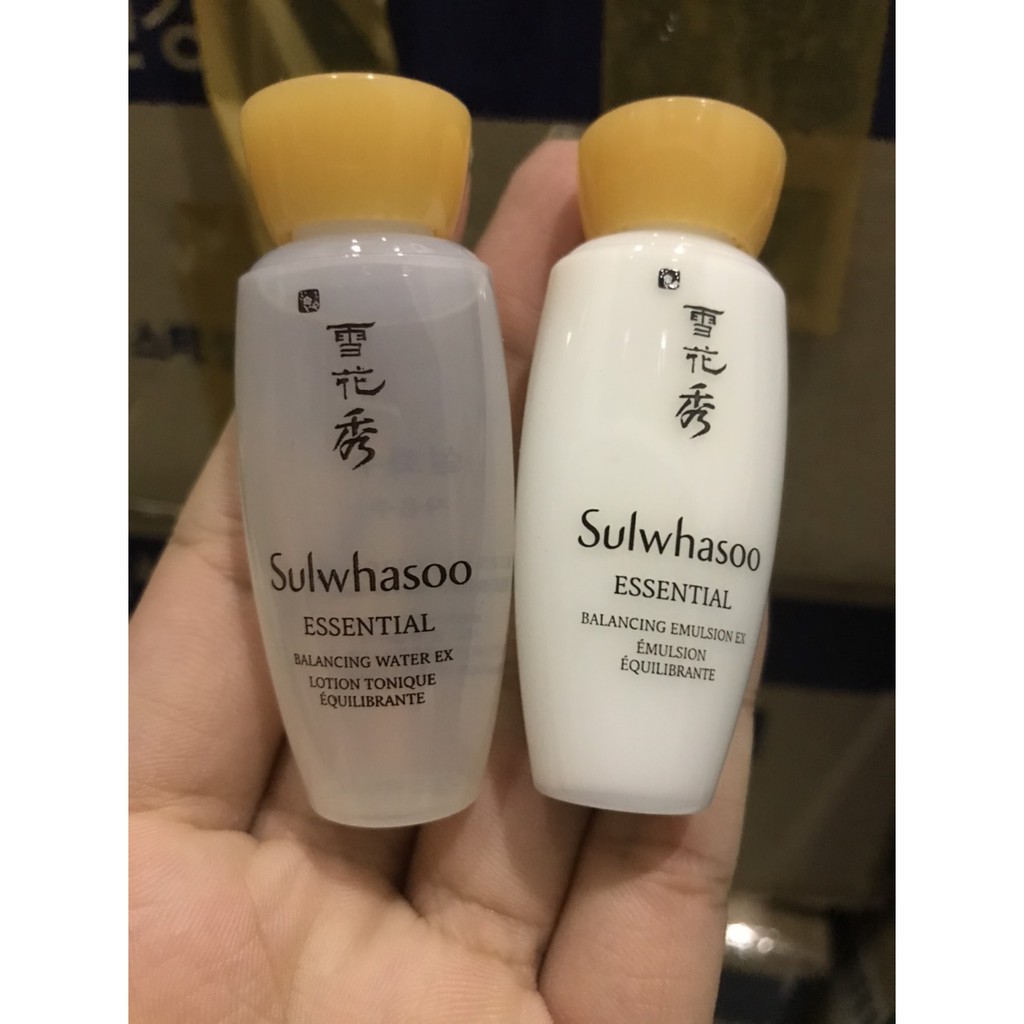 雪花秀
Sulwhasoo
ESSENTIAL
BALANCING WATER EX
LOTION TONIQUE
ÉQUILIBRANTE
雪花秀
Sulwhasoo
ESSENTIAL
BALANCING EMULSION EX
ÉMULSION
ÉQUILIBRANTE